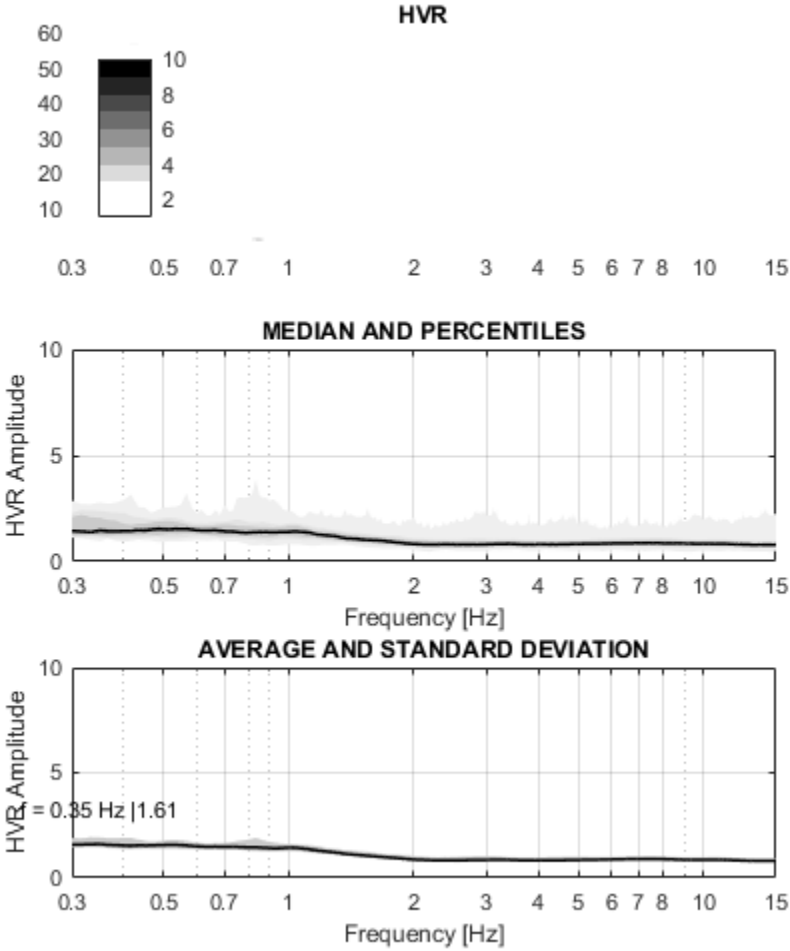 HVR
60
50
40
30
20
10
10
8
6
4
2
0.3 0.5 0.7 1 2 3 4 5 6 7 8 10 15
MEDIAN AND PERCENTILES
HVR Amplitude
10
5
0
0.3 0.5 0.7 1 2 3 4 5 6 7 8 10 15
Frequency [Hz]
AVERAGE AND STANDARD DEVIATION
HVR Amplitude
10
5
0
f = 0.35 Hz |1.61
0.3 0.5 0.7 1 2 3 4 5 6 7 8 10 15
Frequency [Hz]